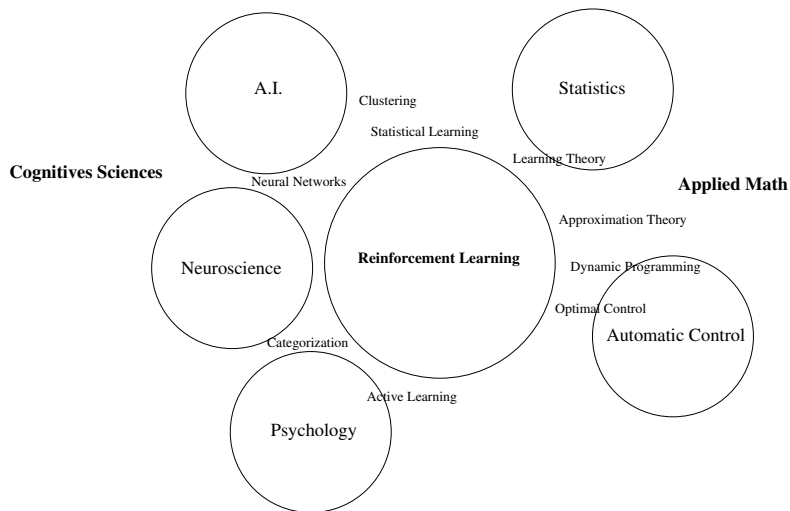 A.I.
Statistics
Clustering
Statistical Learning
Learning Theory
Cognitives Sciences
Neural Networks
Applied Math
Approximation Theory
Reinforcement Learning
Neuroscience
Dynamic Programming
Optimal Control
Automatic Control
Categorization
Active Learning
Psychology